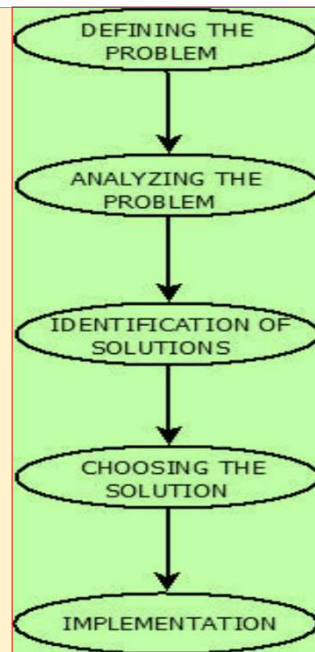 DEFINING THE
PROBLEM
ANALYZING THE
PROBLEM
IDENTIFICATION OF
SOLUTIONS
CHOOSING THE
SOLUTION
IMPLEMENTATION